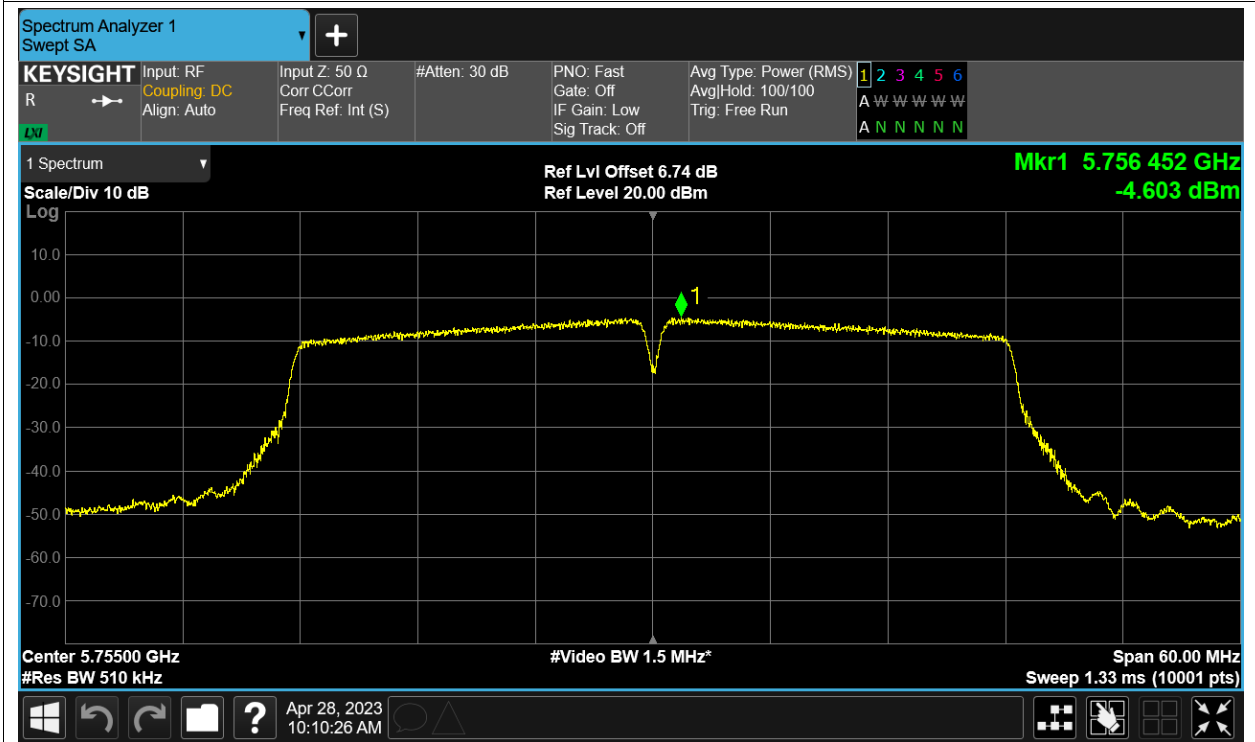 Spectrum Analyzer 1
Swept SA
+
KEYSIGHT
R
LXI
Input: RF
Coupling: DC
Align: Auto
Input Z: 50 Ω
Corr CCorr
Freq Ref: Int (S)
#Atten: 30 dB
PNO: Fast
Gate: Off
IF Gain: Low
Sig Track: Off
Avg Type: Power (RMS)
Avg|Hold: 100/100
Trig: Free Run
1 2 3 4 5 6
A W W W W W
A N N N N N
1 Spectrum
Scale/Div 10 dB
Log
Ref Lvl Offset 6.74 dB
Ref Level 20.00 dBm
Mkr1 5.756 452 GHz
-4.603 dBm
10.0
0.00
-10.0
-20.0
-30.0
-40.0
-50.0
-60.0
-70.0
1
Center 5.75500 GHz
#Res BW 510 kHz
#Video BW 1.5 MHz*
Span 60.00 MHz
Sweep 1.33 ms (10001 pts)
?
Apr 28, 2023
10:10:26 AM